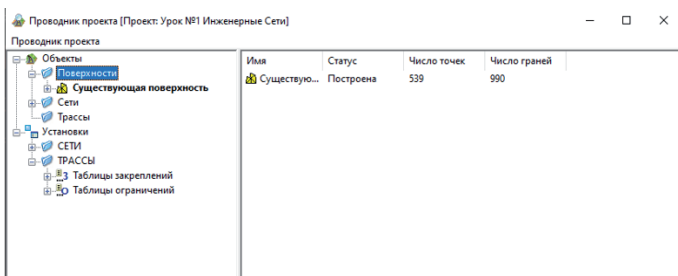 Проводник проекта [Проект: Урок №1 Инженерные Сети]
Проводник проекта
Объекты
Поверхности
Существующая поверхность
Сети
Трассы
Установки
СЕТИ
ТРАССЫ
Таблицы закреплений
Таблицы ограничений
Имя Статус Число точек Число граней
Существую... Построена 539 990